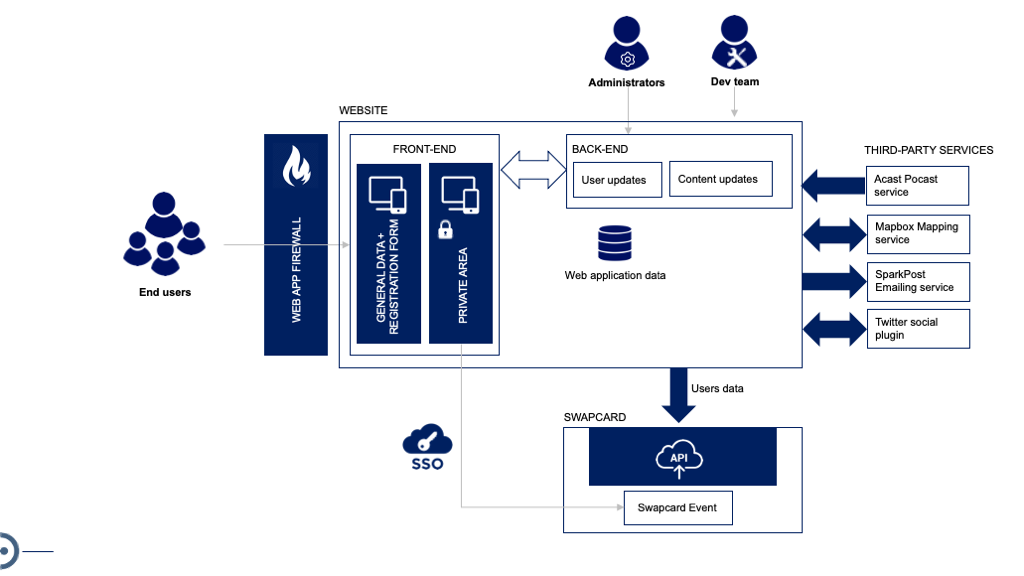 Administrators
Dev team
WEBSITE
FRONT-END
BACK-END
User updates
Content updates
THIRD-PARTY SERVICES
Acast Pocast
service
Mapbox Mapping
service
SparkPost
Emailing service
Twitter social
plugin
WEB APP FIREWALL
GENERAL DATA +
REGISTRATION FORM
PRIVATE AREA
Web application data
End users
Users data
SWAPCARD
API
Swapcard Event
SSO